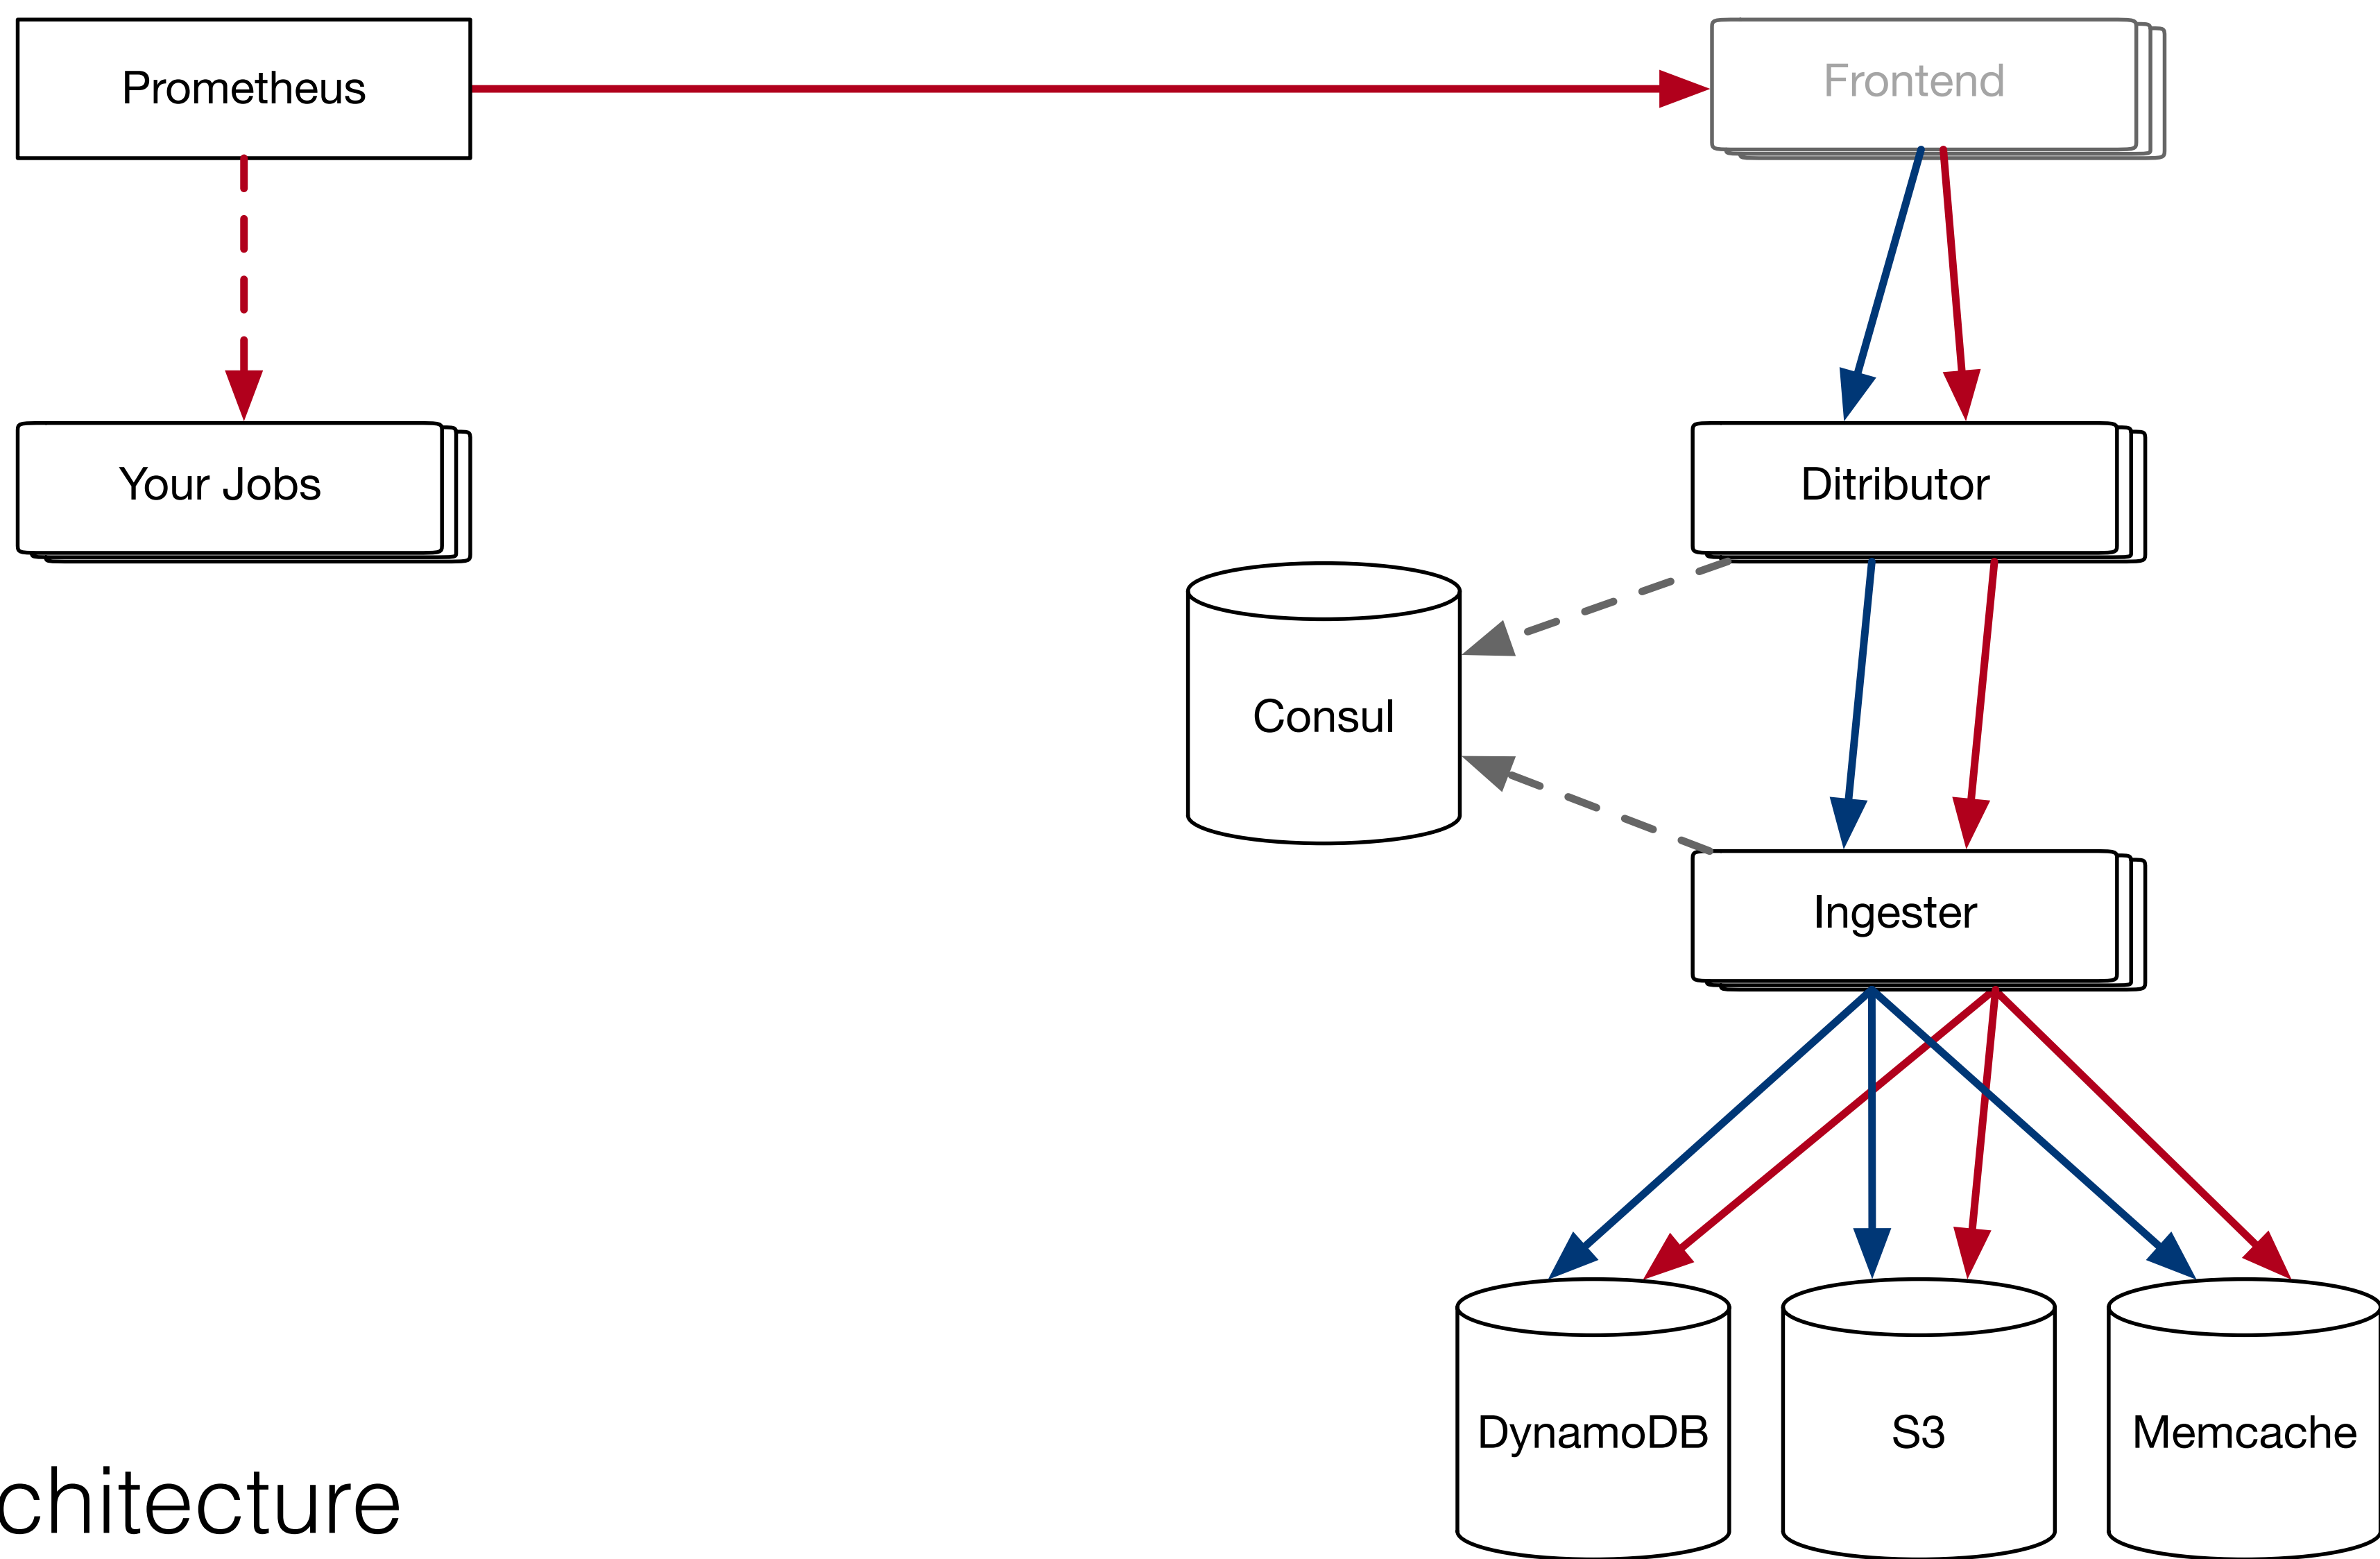 Prometheus
Frontend
Your Jobs
Ditributor
Consul
Ingester
DynamoDB
S3
Memcache
chitecture